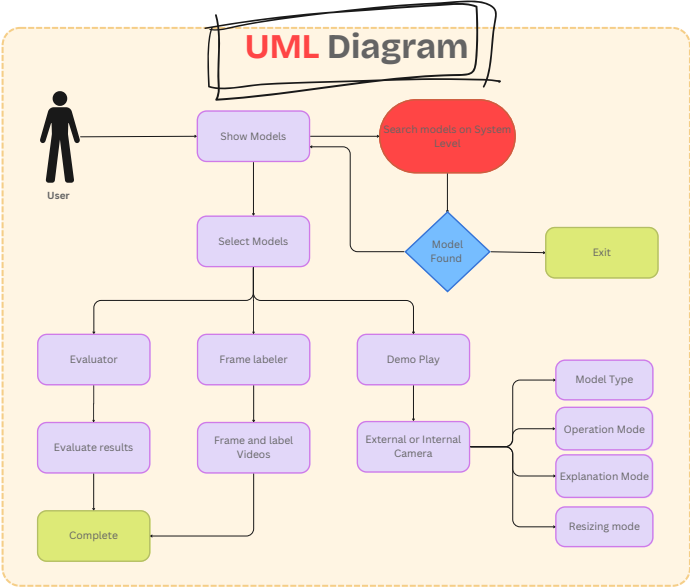 UML Diagram
User
Show Models
Search models on System
Level
Select Models
Model
Found
Exit
Evaluator
Frame labeler
Demo Play
Model Type
Evaluate results
Frame and label
Videos
External or Internal
Camera
Operation Mode
Explanation Mode
Complete
Resizing mode